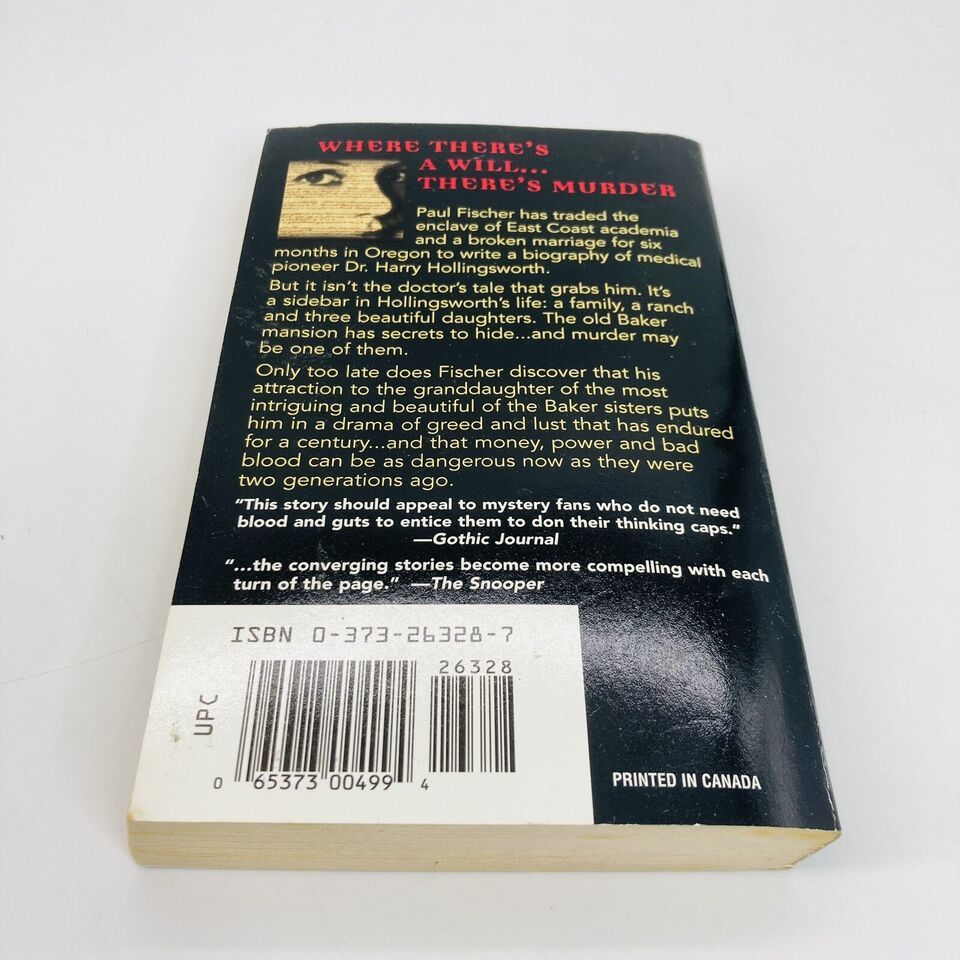 WHERE THERE'S
A WILL...
THERE'S MURDER
Paul Fischer has traded the
enclave of East Coast academia
and a broken marriage for six
months in Oregon to write a biography of medical
pioneer Dr. Harry Hollingsworth.
But it isn't the doctor's tale that grabs him. It's
a sidebar in Hollingsworth's life: a family, a ranch
and three beautiful daughters. The old Baker
mansion has secrets to hide...and murder may
be one of them.
Only too late does Fischer discover that his
attraction to the granddaughter of the most
intriguing and beautiful of the Baker sisters puts
him in a drama of greed and lust that has endured
for a century...and that money, power and bad
blood can be as dangerous now as they were
two generations ago.
"This story should appeal to mystery fans who do not need
blood and guts to entice them to don their thinking caps."
—Gothic Journal
"...the converging stories become more compelling with each
turn of the page." —The Snooper
ISBN 0-373-26328-7
26328
UPC
0 65373 00499 4
PRINTED IN CANADA